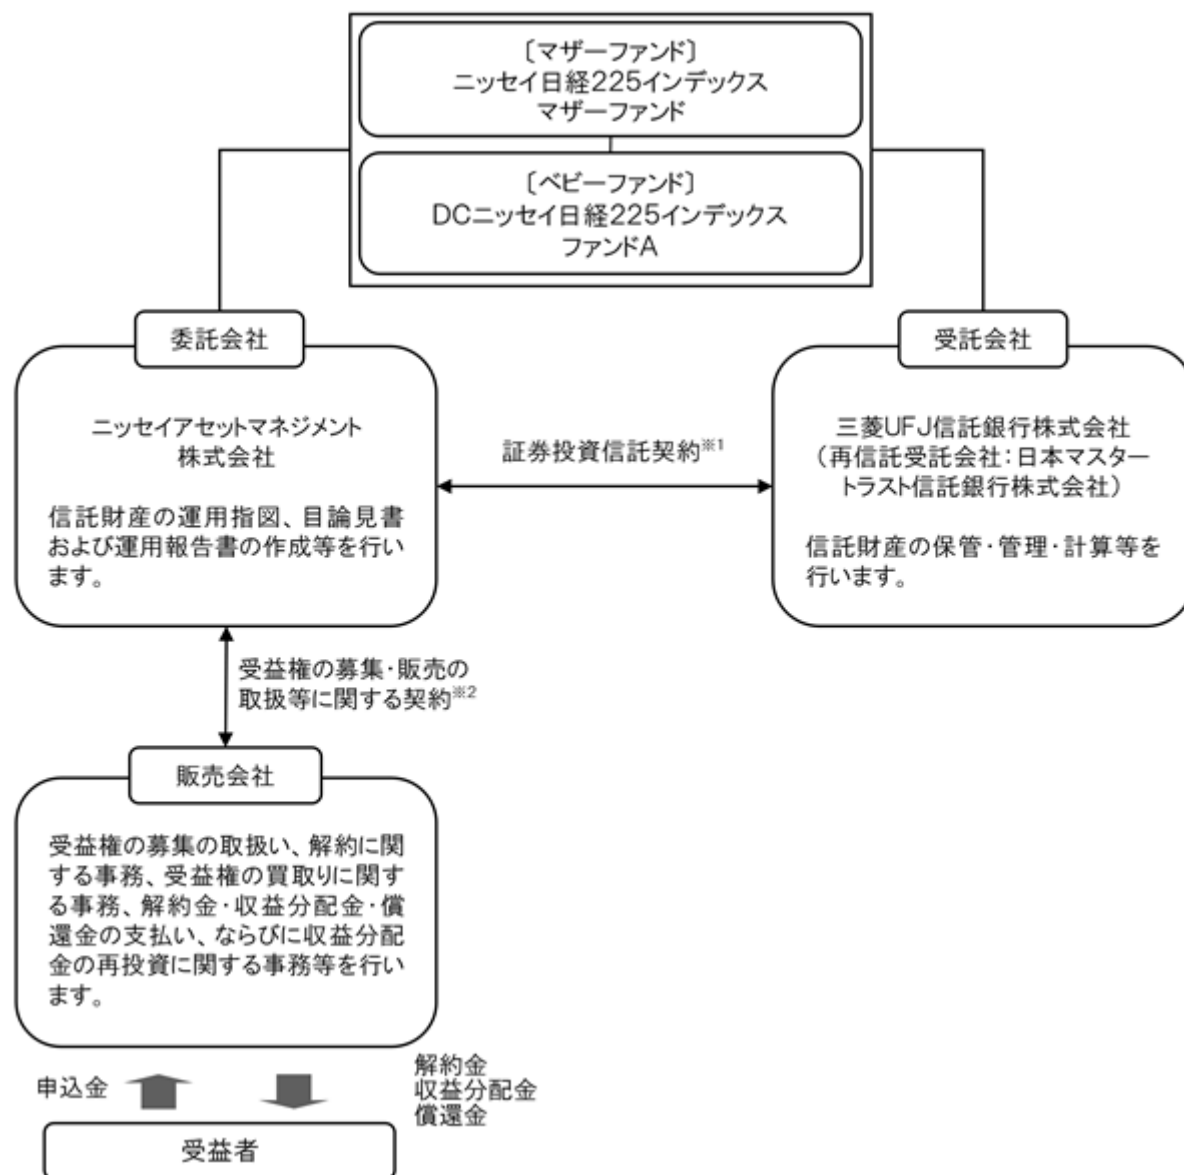 〔マザーファンド〕
ニッセイ日経225インデックス
マザーファンド
〔ベビーファンド〕
DCニッセイ日経225インデックス
ファンドA
委託会社
ニッセイアセットマネジメント
株式会社
信託財産の運用指図、目論見書
および運用報告書の作成等を行い
ます。
証券投資信託契約※1
受託会社
三菱UFJ信託銀行株式会社
（再信託受託会社：日本マスター
トラスト信託銀行株式会社）
信託財産の保管・管理・計算等を
行います。
受益権の募集・販売の
取扱等に関する契約※2
販売会社
受益権の募集の取扱い、解約に関
する事務、受益権の買取りに関す
る事務、解約金・収益分配金・償
還金の支払い、ならびに収益分配
金の再投資に関する事務等を行い
ます。
申込金
解約金
収益分配金
償還金
受益者